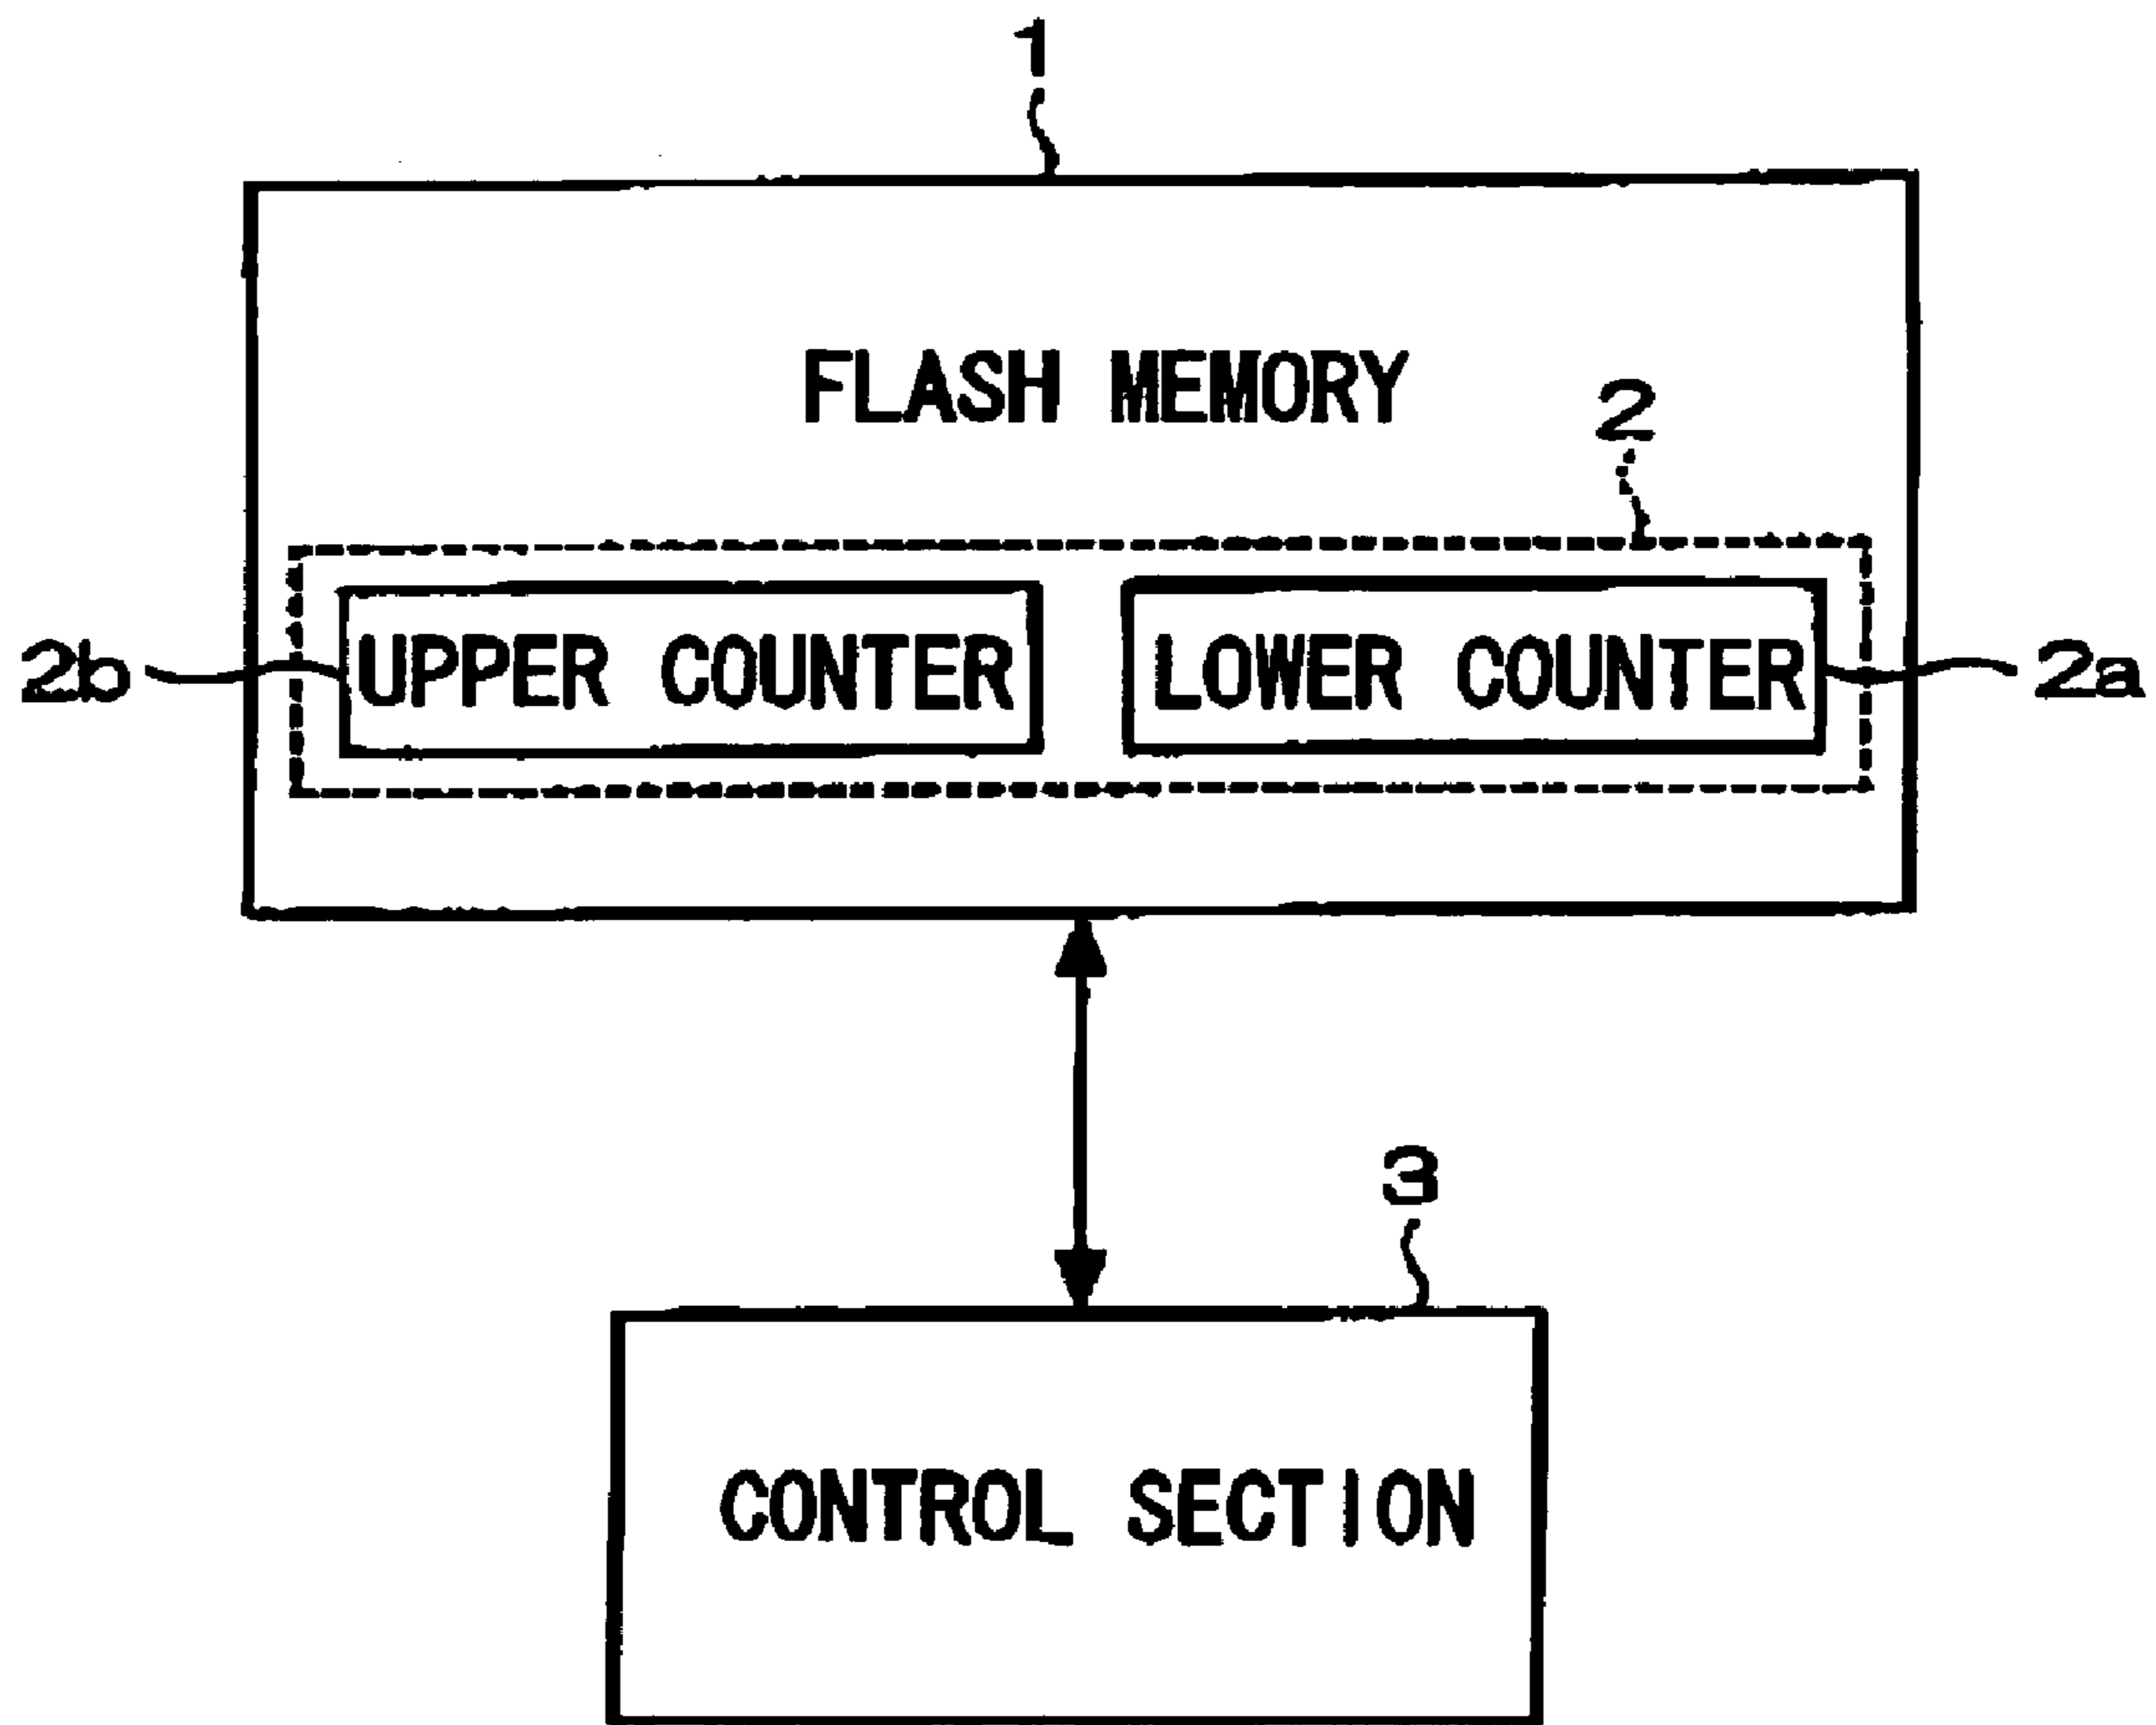 1
FLASH MEMORY
2
2b UPPER COUNTER LOWER COUNTER 2a
3
CONTROL SECTION